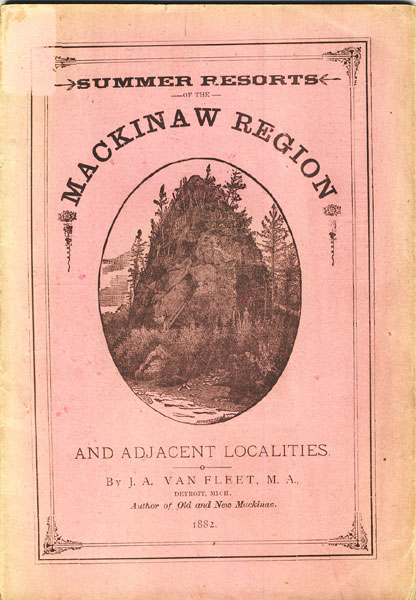 SUMMER RESORTS
—OF THE—
MACKINAW REGION
AND ADJACENT LOCALITIES.
By J. A. VAN FLEET, M. A.,
DETROIT, MICH.
Author of Old and New Mackinac.
1882.